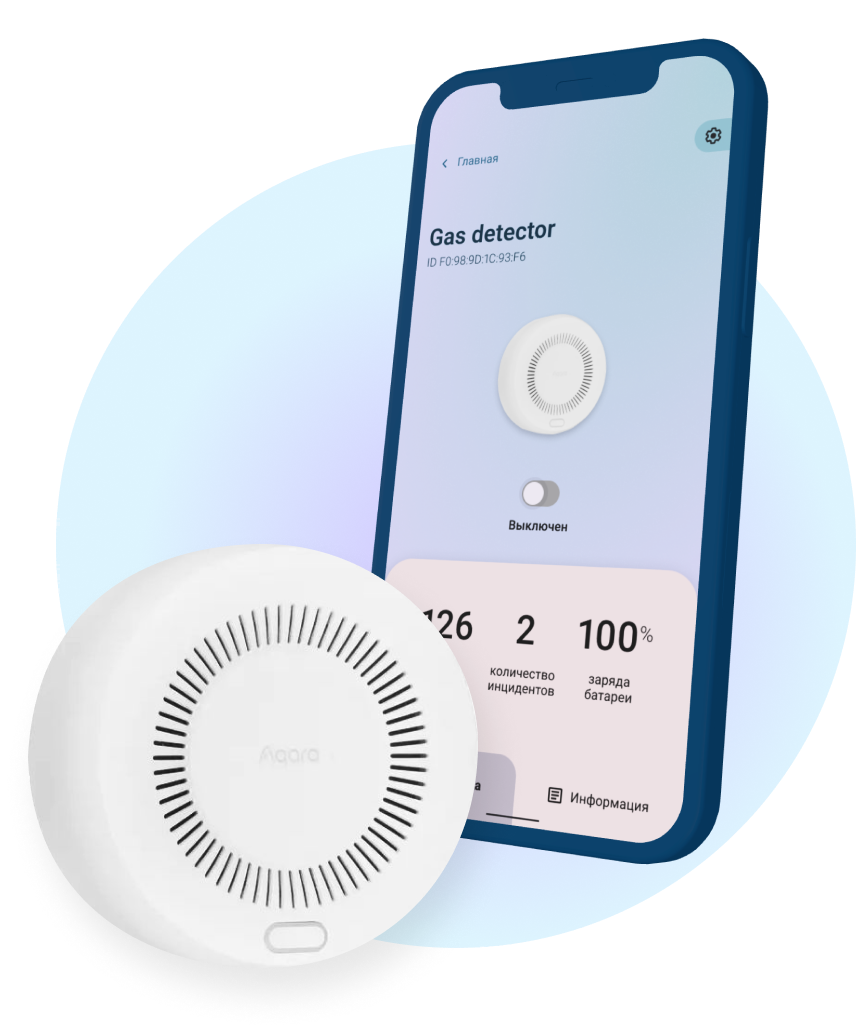 Главная
Gas detector
ID F0:98:9D:1C:93:F6
Выключен
126 2 100%
количество заряда
инцидентов батареи
Информация
Aqara